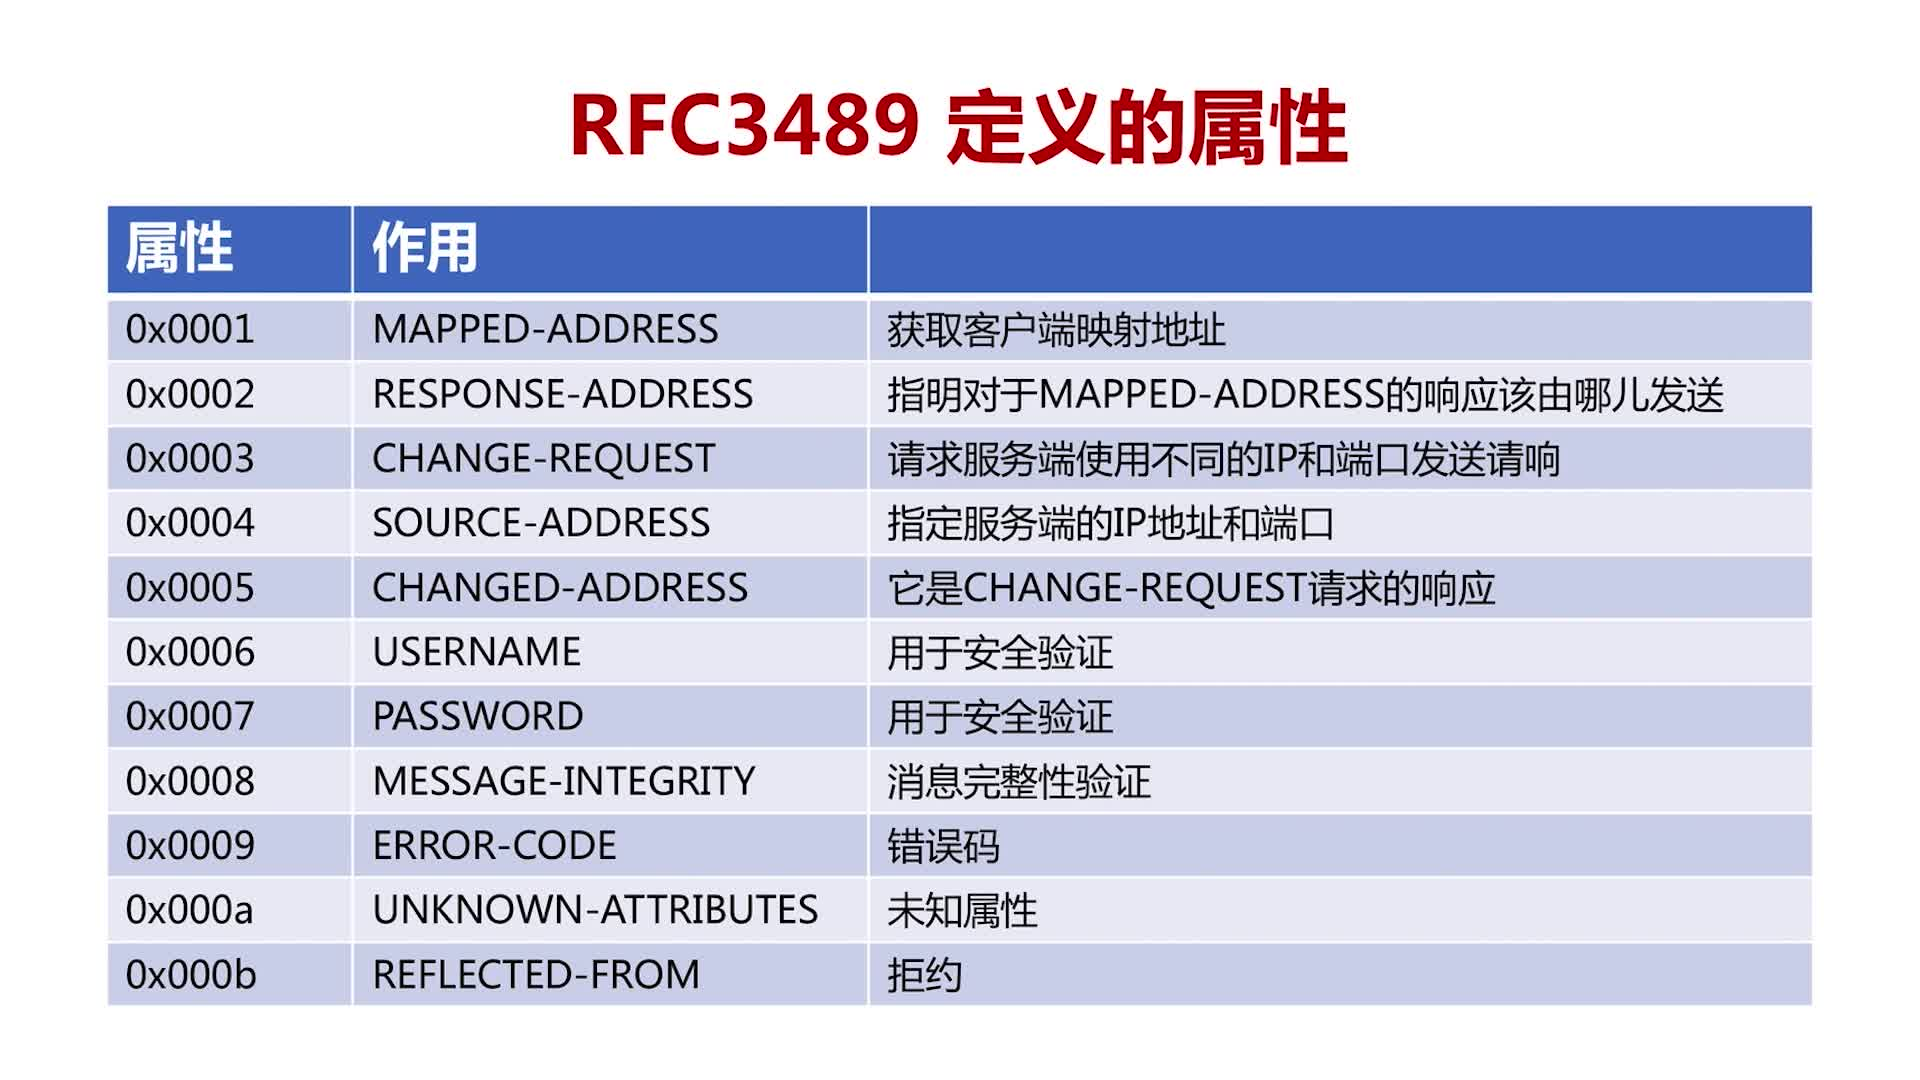 RFC3489 定义的属性
属性 作用
0x0001 MAPPED-ADDRESS 获取客户端映射地址
0x0002 RESPONSE-ADDRESS 指明对于MAPPED-ADDRESS的响应该由哪儿发送
0x0003 CHANGE-REQUEST 请求服务端使用不同的IP和端口发送请响
0x0004 SOURCE-ADDRESS 指定服务端的IP地址和端口
0x0005 CHANGED-ADDRESS 它是CHANGE-REQUEST请求的响应
0x0006 USERNAME 用于安全验证
0x0007 PASSWORD 用于安全验证
0x0008 MESSAGE-INTEGRITY 消息完整性验证
0x0009 ERROR-CODE 错误码
0x000a UNKNOWN-ATTRIBUTES 未知属性
0x000b REFLECTED-FROM 拒约